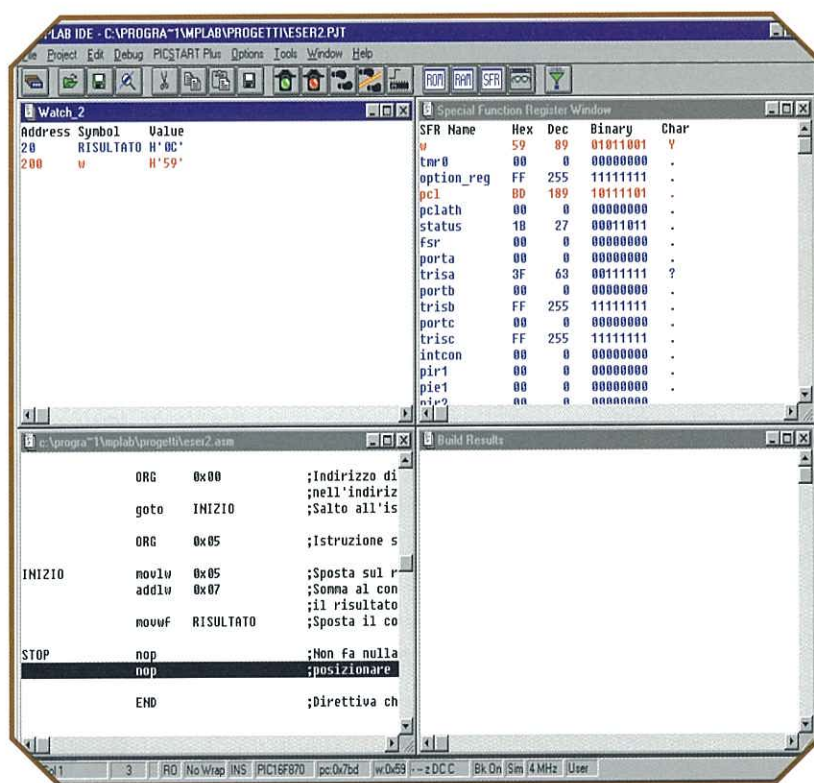 PLAB IDE - C:\PROGRA~1\MPLAB\PROGETTI\ESER2.PJT
Project Edit Debug PICSTART Plus Options Tools Window Help
ROM RAM SFR
Watch_2
Address Symbol Value
20 RISULTATO H'0C'
200 w H'59'
Special Function Register Window
SFR Name Hex Dec Binary Char
w 59 89 01011001 Y
tmr0 00 0 00000000 .
option_reg FF 255 11111111 .
pcl BD 189 10111101 .
pclath 00 0 00000000 .
status 1B 27 00011011 .
fsr 00 0 00000000 .
porta 00 0 00000000 .
trisa 3F 63 00111111 ?
portb 00 0 00000000 .
trisb FF 255 11111111 .
portc 00 0 00000000 .
trisc FF 255 11111111 .
intcon 00 0 00000000 .
pir1 00 0 00000000 .
pie1 00 0 00000000 .
pir2 00 0 00000000
c:\progra~1\mplab\progetti\eser2.asm
ORG 0x00 ;Indirizzo di
;nell'indiriz
goto INIZIO ;Salto all'is
ORG 0x05 ;Istruzione s
INIZIO movlw 0x05 ;Sposta sul r
addlw 0x07 ;Somma al con
;il risultato
movwf RISULTATO ;Sposta il co
STOP nop ;Non fa nulla
nop ;posizionare
END ;Direttiva ch
Build Results
3 RO No Wrap INS PIC16F870 pc:0x7bd w:0x59 --z DC C Bk On Sim 4 MHz User